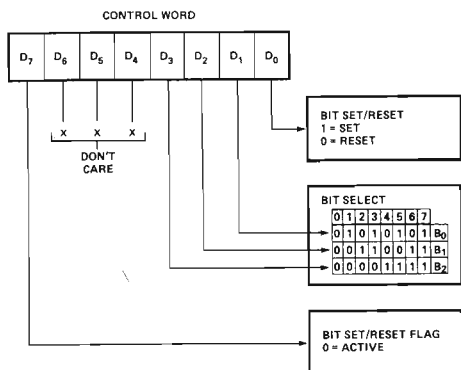 CONTROL WORD
D7 D6 D5 D4 D3 D2 D1 D0
X X X
DON'T
CARE
BIT SET/RESET
1 = SET
0 = RESET
BIT SELECT
0 1 2 3 4 5 6 7
0 1 0 1 0 1 0 1 B0
0 0 1 1 0 0 1 1 B1
0 0 0 0 1 1 1 1 B2
BIT SET/RESET FLAG
0 = ACTIVE